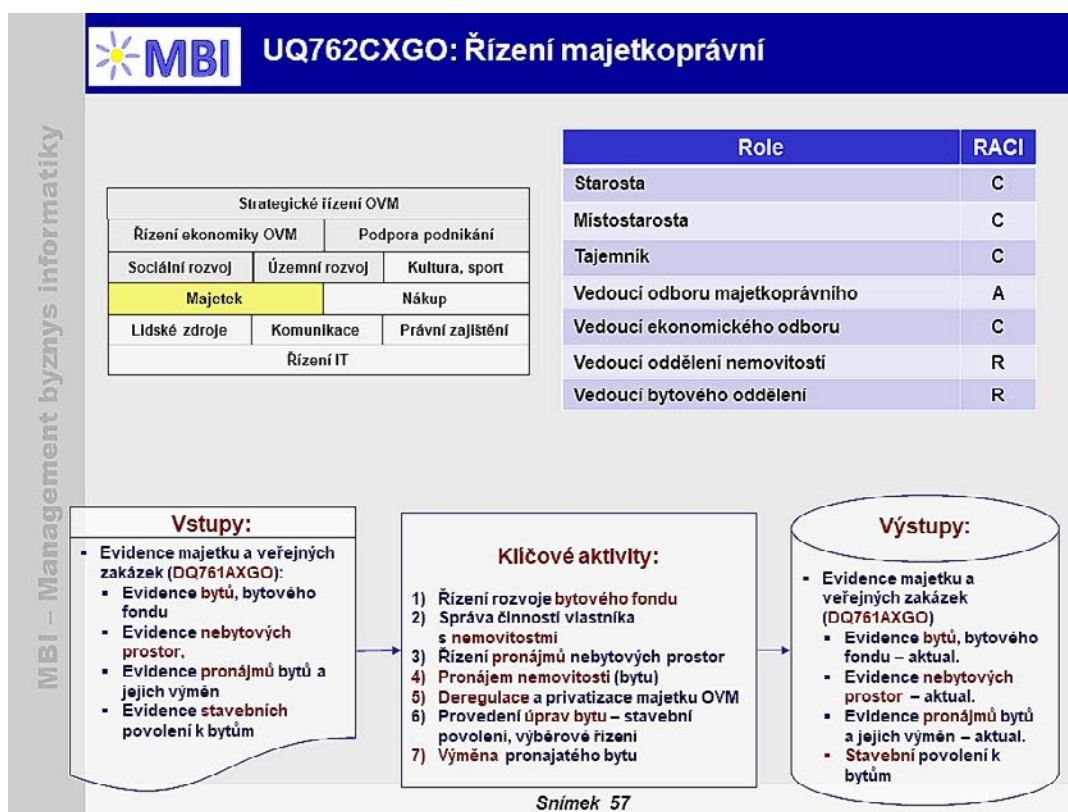 MBI
UQ762CXGO: Řízení majetkoprávní
MBI – Management byznys informatiky
Strategické řízení OVM
Řízení ekonomiky OVM
Podpora podnikání
Sociální rozvoj
Územní rozvoj
Kultura, sport
Majetek
Nákup
Lidské zdroje
Komunikace
Právní zajištění
Řízení IT
Role RACI
Starosta C
Místostarosta C
Tajemník C
Vedoucí odboru majetkoprávního A
Vedoucí ekonomického odboru C
Vedoucí oddělení nemovitostí R
Vedoucí bytového oddělení R
Vstupy:
▪ Evidence majetku a veřejných
zakázek (DQ761AXGO):
▪ Evidence bytů, bytového
fondu
▪ Evidence nebytových
prostor,
▪ Evidence pronájmů bytů a
jejich výměn
▪ Evidence stavebních
povolení k bytům
Klíčové aktivity:
1) Řízení rozvoje bytového fondu
2) Správa činností vlastníka
s nemovitostmi
3) Řízení pronájmů nebytových prostor
4) Pronájem nemovitosti (bytu)
5) Deregulace a privatizace majetku OVM
6) Provedení úprav bytu – stavební
povolení, výběrové řízení
7) Výměna pronajatého bytu
Výstupy:
▪ Evidence majetku a
veřejných zakázek
(DQ761AXGO)
▪ Evidence bytů, bytového
fondu – aktual.
▪ Evidence nebytových
prostor – aktual.
▪ Evidence pronájmů bytů
a jejich výměn – aktual.
▪ Stavební povolení k
bytům
Snímek 57